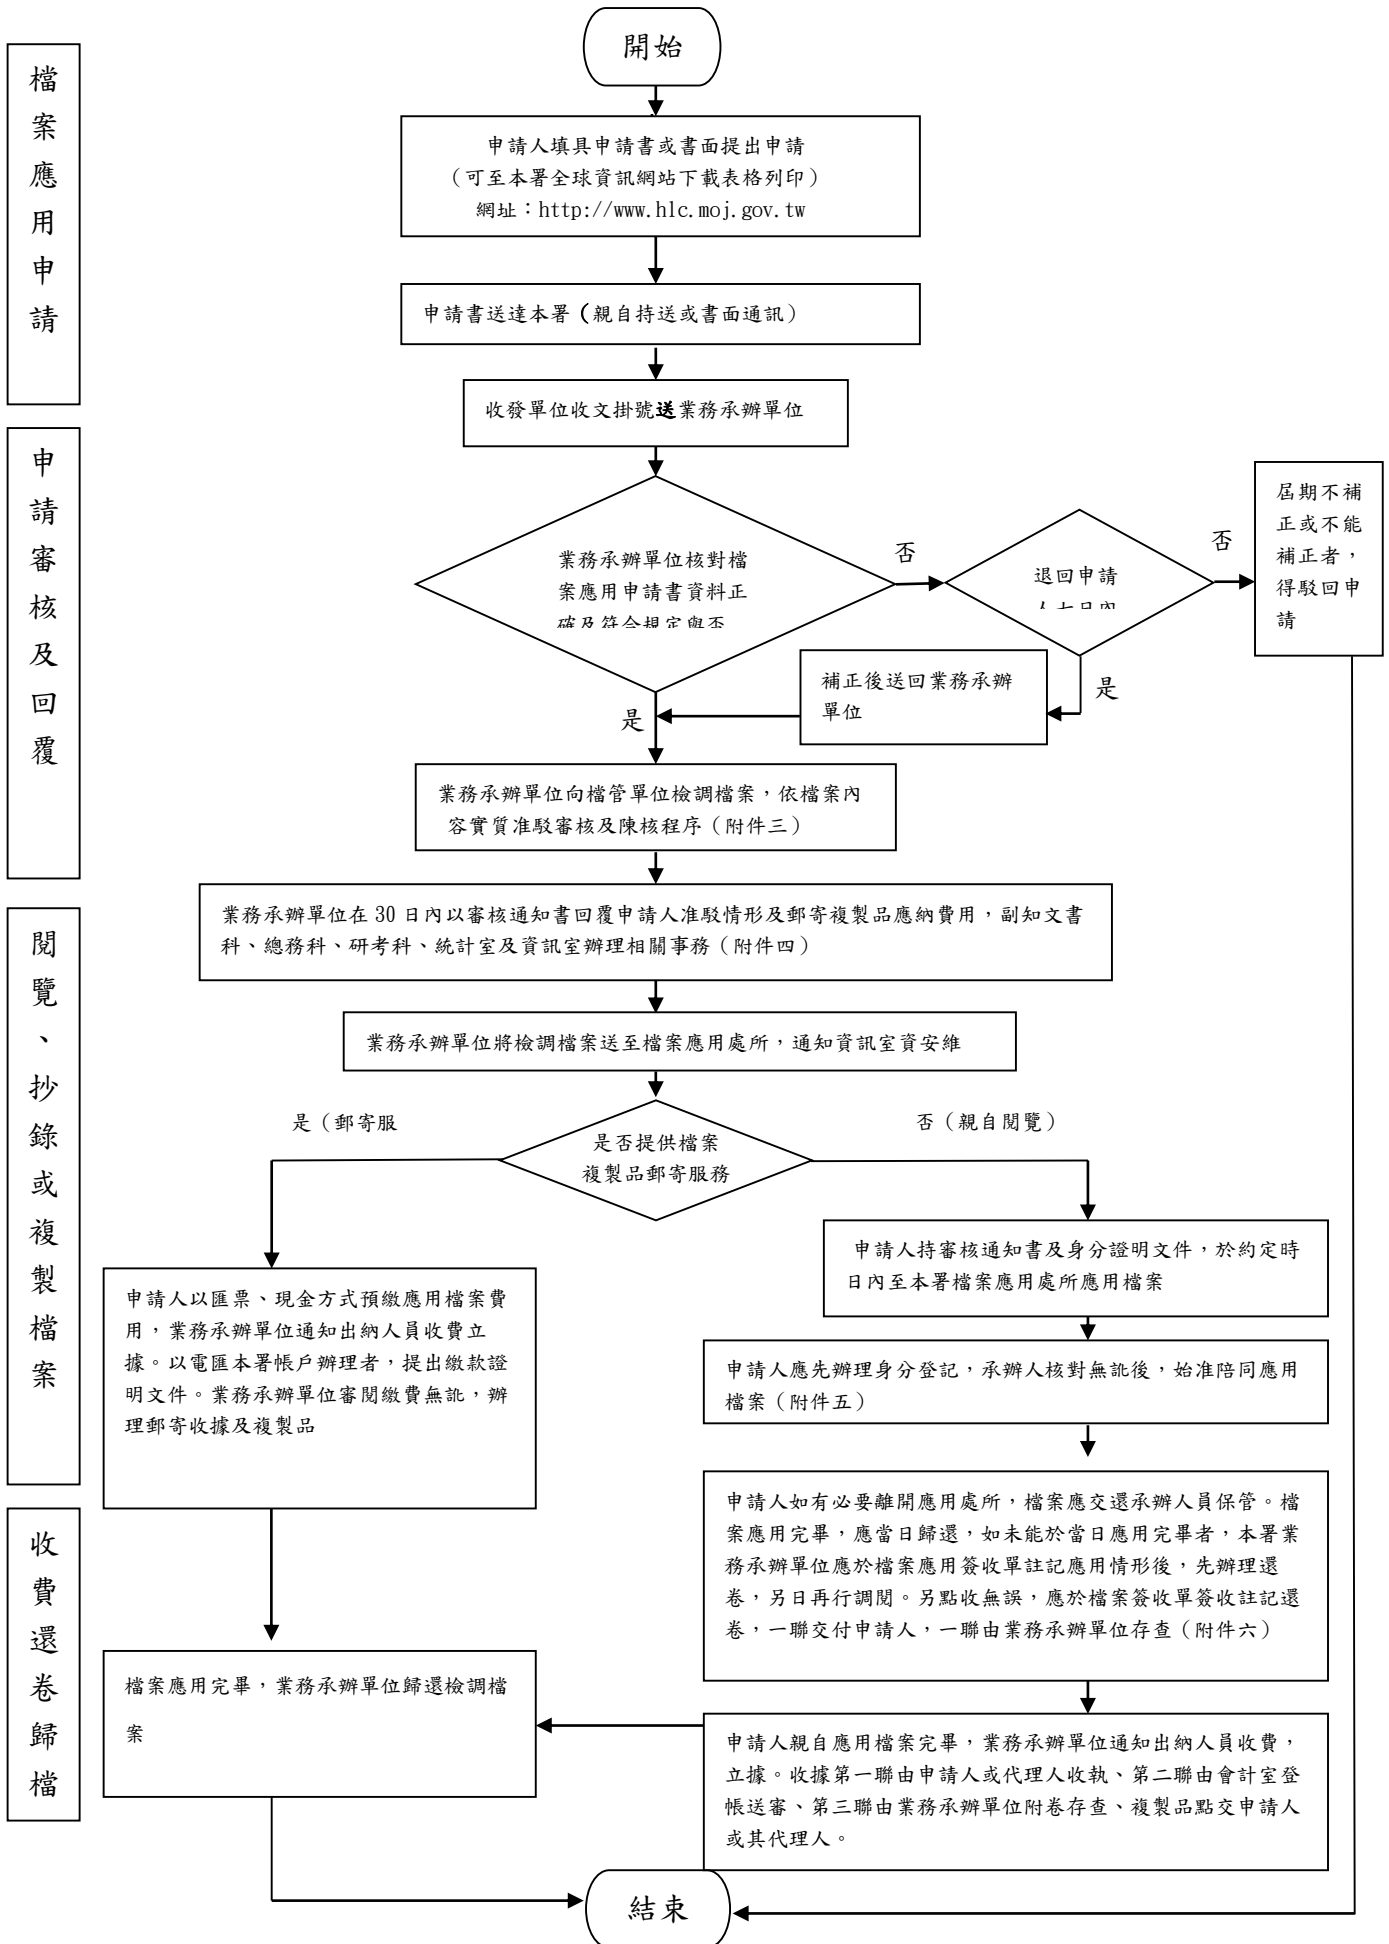 開始
檔案應用申請
申請人填具申請書或書面提出申請
（可至本署全球資訊網站下載表格列印）
網址：http://www.hlc.moj.gov.tw
申請書送達本署（親自持送或書面通訊）
收發單位收文掛號送業務承辦單位
申請審核及回覆
業務承辦單位核對檔
案應用申請書資料正
確及符合規定與否
否
退回申請
人七日內
否
屆期不補
正或不能
補正者，
得駁回申
請
是
補正後送回業務承辦
單位
是
業務承辦單位向檔管單位檢調檔案，依檔案內
容實質准駁審核及陳核程序（附件三）
業務承辦單位在 30 日內以審核通知書回覆申請人准駁情形及郵寄複製品應納費用，副知文書
科、總務科、研考科、統計室及資訊室辦理相關事務（附件四）
閱覽、抄錄或複製檔案
業務承辦單位將檢調檔案送至檔案應用處所，通知資訊室資安維
是（郵寄服
否（親自閱覽）
是否提供檔案
複製品郵寄服務
申請人持審核通知書及身分證明文件，於約定時
日內至本署檔案應用處所應用檔案
申請人以匯票、現金方式預繳應用檔案費
用，業務承辦單位通知出納人員收費立
據。以電匯本署帳戶辦理者，提出繳款證
明文件。業務承辦單位審閱繳費無訛，辦
理郵寄收據及複製品
申請人應先辦理身分登記，承辦人核對無訛後，始准陪同應用
檔案（附件五）
申請人如有必要離開應用處所，檔案應交還承辦人員保管。檔
案應用完畢，應當日歸還，如未能於當日應用完畢者，本署業
務承辦單位應於檔案應用簽收單註記應用情形後，先辦理還
卷，另日再行調閱。另點收無誤，應於檔案簽收單簽收註記還
卷，一聯交付申請人，一聯由業務承辦單位存查（附件六）
收費還卷歸檔
檔案應用完畢，業務承辦單位歸還檢調檔
案
申請人親自應用檔案完畢，業務承辦單位通知出納人員收費，
立據。收據第一聯由申請人或代理人收執、第二聯由會計室登
帳送審、第三聯由業務承辦單位附卷存查、複製品點交申請人
或其代理人。
結束